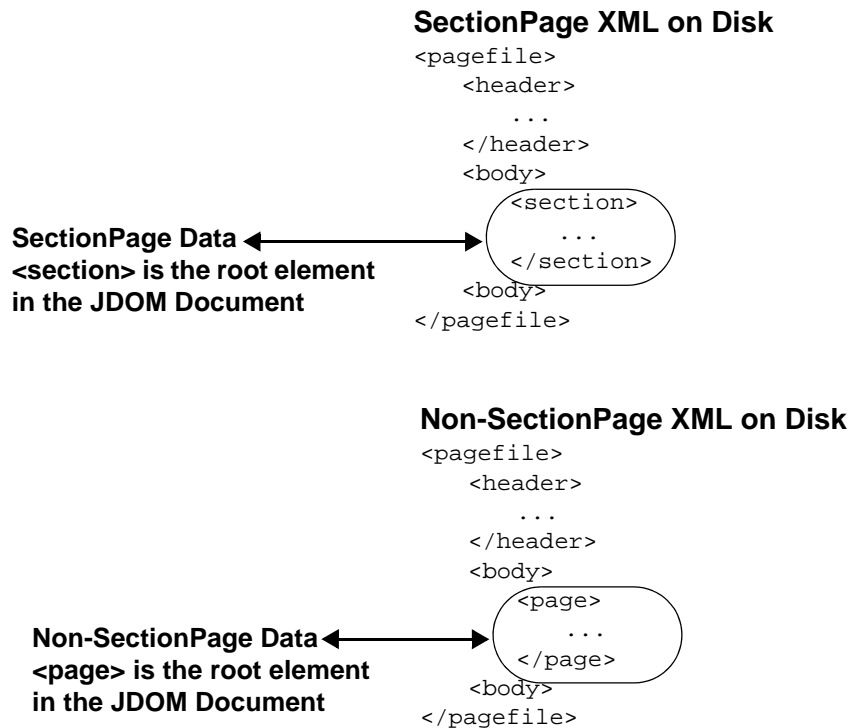 SectionPage XML on Disk
<pagefile>
<header>
...
</header>
<body>
<section>
...
</section>
<body>
</pagefile>
SectionPage Data
<section> is the root element
in the JDOM Document
Non-SectionPage XML on Disk
<pagefile>
<header>
...
</header>
<body>
<page>
...
</page>
<body>
</pagefile>
Non-SectionPage Data
<page> is the root element
in the JDOM Document